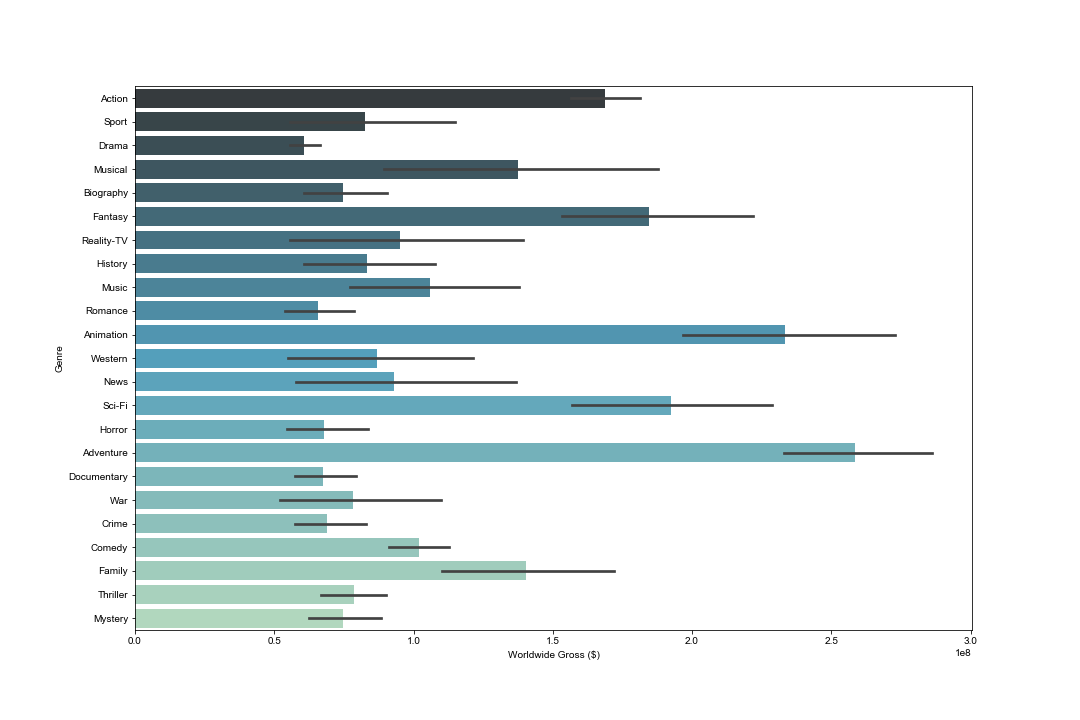 Action
Sport
Drama
Musical
Biography
Fantasy
Reality-TV
History
Music
Romance
Animation
Western
News
Sci-Fi
Horror
Adventure
Documentary
War
Crime
Comedy
Family
Thriller
Mystery
Genre
0.0 0.5 1.0 1.5 2.0 2.5 3.0
Worldwide Gross ($)
1e8